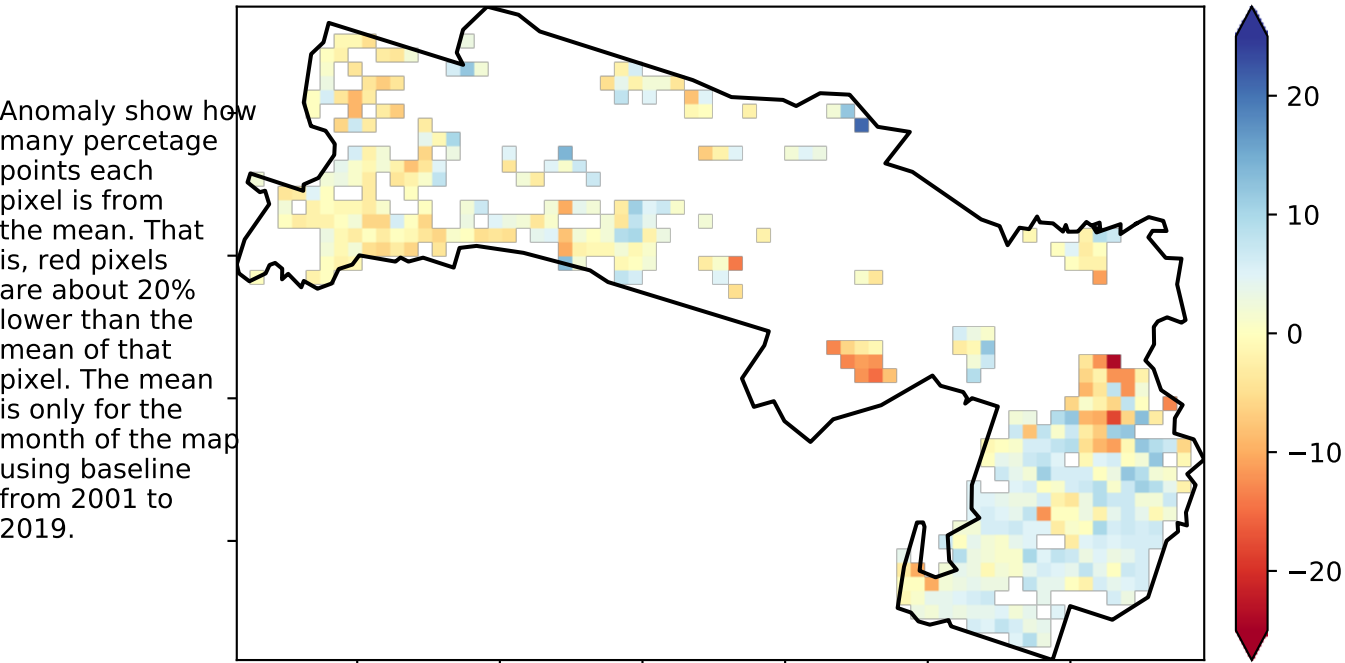 Anomaly show how
many percetage
points each
pixel is from
the mean. That
is, red pixels
are about 20%
lower than the
mean of that
pixel. The mean
is only for the
month of the map
using baseline
from 2001 to
2019.
20
10
0
−10
−20